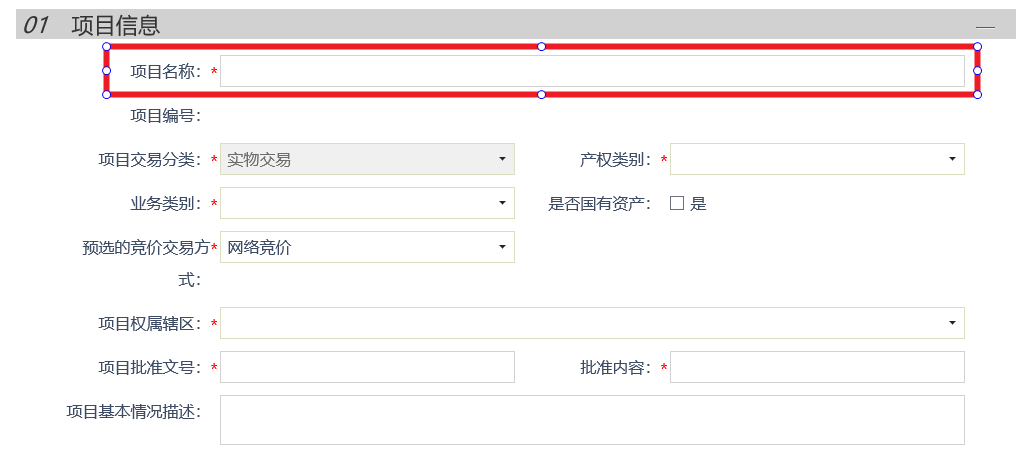 01 项目信息
项目名称：*
项目编号：
项目交易分类：* 实物交易 产权类别：*
业务类别：* 是否国有资产： 是
预选的竞价交易方* 网络竞价
式：
项目权属辖区：*
项目批准文号：* 批准内容：*
项目基本情况描述：